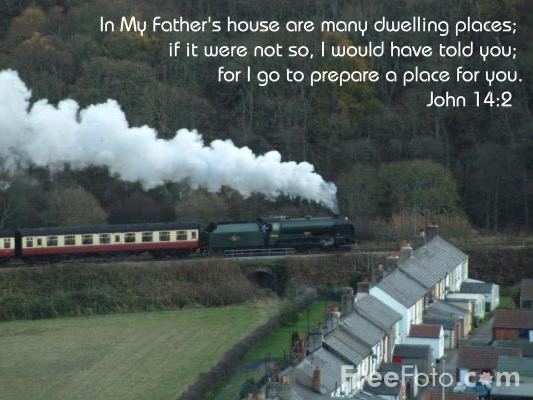 In My Father's house are many dwelling places;
if it were not so, I would have told you;
for I go to prepare a place for you.
John 14:2
FreeFoto.com